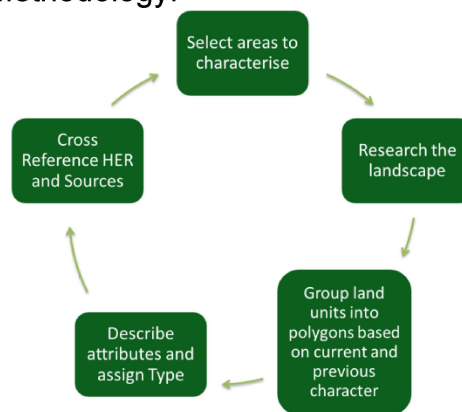 methodology.
Select areas to
characterise
Research the
landscape
Group land
units into
polygons based
on current and
previous
character
Describe
attributes and
assign Type
Cross
Reference HER
and Sources